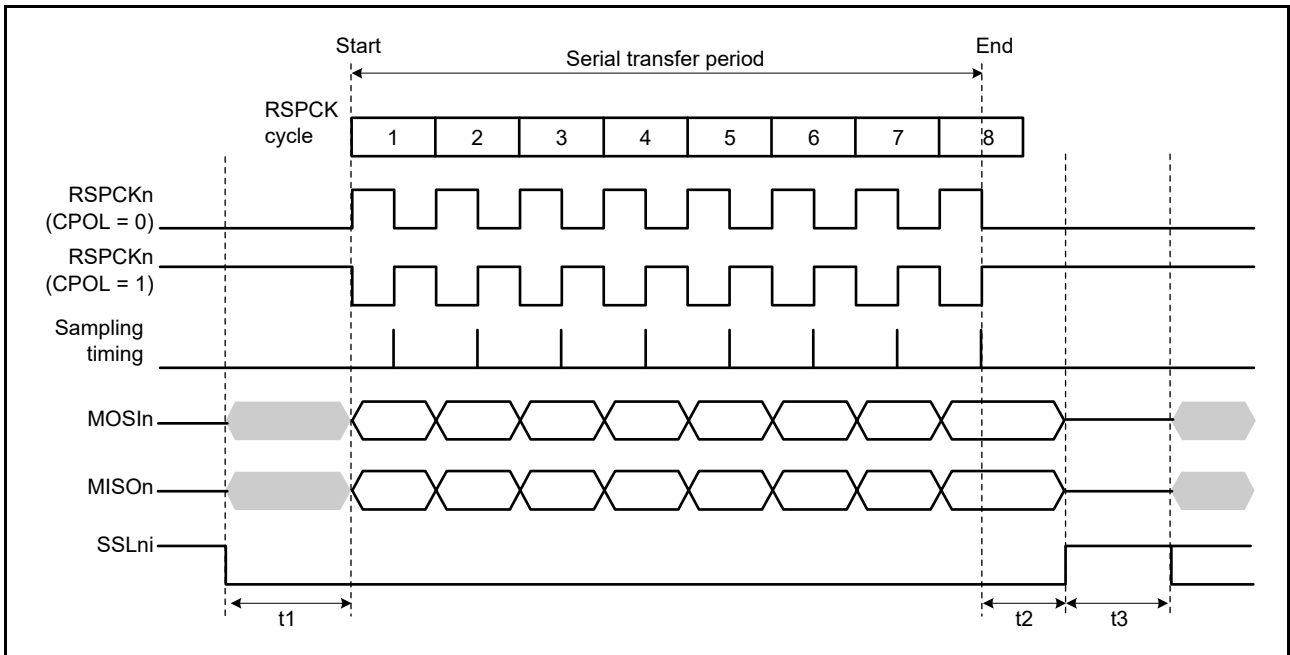 Start
End
Serial transfer period
RSPCK
cycle
1 2 3 4 5 6 7 8
RSPCKn
(CPOL = 0)
RSPCKn
(CPOL = 1)
Sampling
timing
MOSIn
MISOn
SSLni
t1
t2
t3